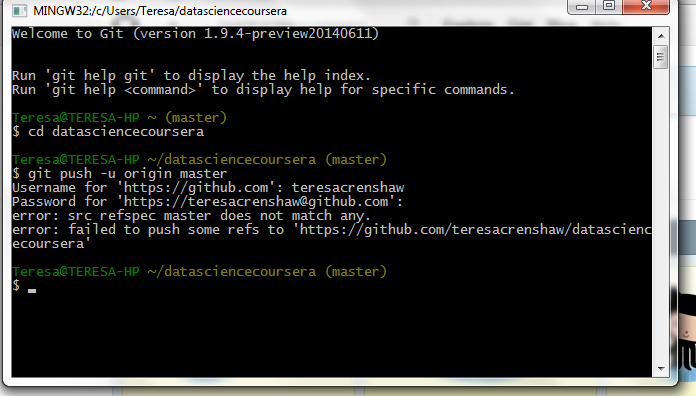 MINGW32:/c/Users/Teresa/datasciencecoursera
Welcome to Git (version 1.9.4-preview20140611)
Run 'git help git' to display the help index.
Run 'git help <command>' to display help for specific commands.
Teresa@TERESA-HP ~ (master)
$ cd datasciencecoursera
Teresa@TERESA-HP ~/datasciencecoursera (master)
$ git push -u origin master
Username for 'https://github.com': teresacrenshaw
Password for 'https://teresacrenshaw@github.com':
error: src refspec master does not match any.
error: failed to push some refs to 'https://github.com/teresacrenshaw/datascienc
ecoursera'
Teresa@TERESA-HP ~/datasciencecoursera (master)
$